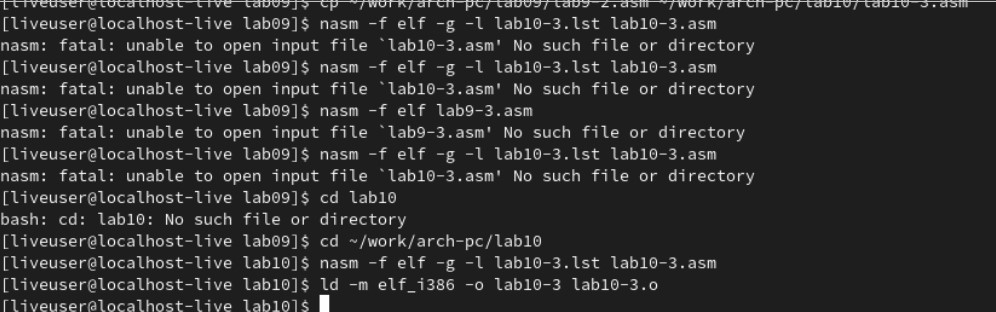 [liveuser@localhost-live lab09]$ cp ~/work/arch-pc/lab09/lab9-2.asm ~/work/arch-pc/lab10/lab10-3.asm
[liveuser@localhost-live lab09]$ nasm -f elf -g -l lab10-3.lst lab10-3.asm
nasm: fatal: unable to open input file `lab10-3.asm' No such file or directory
[liveuser@localhost-live lab09]$ nasm -f elf -g -l lab10-3.lst lab10-3.asm
nasm: fatal: unable to open input file `lab10-3.asm' No such file or directory
[liveuser@localhost-live lab09]$ nasm -f elf lab9-3.asm
nasm: fatal: unable to open input file `lab9-3.asm' No such file or directory
[liveuser@localhost-live lab09]$ nasm -f elf -g -l lab10-3.lst lab10-3.asm
nasm: fatal: unable to open input file `lab10-3.asm' No such file or directory
[liveuser@localhost-live lab09]$ cd lab10
bash: cd: lab10: No such file or directory
[liveuser@localhost-live lab09]$ cd ~/work/arch-pc/lab10
[liveuser@localhost-live lab10]$ nasm -f elf -g -l lab10-3.lst lab10-3.asm
[liveuser@localhost-live lab10]$ ld -m elf_i386 -o lab10-3 lab10-3.o
[liveuser@localhost-live lab10]$